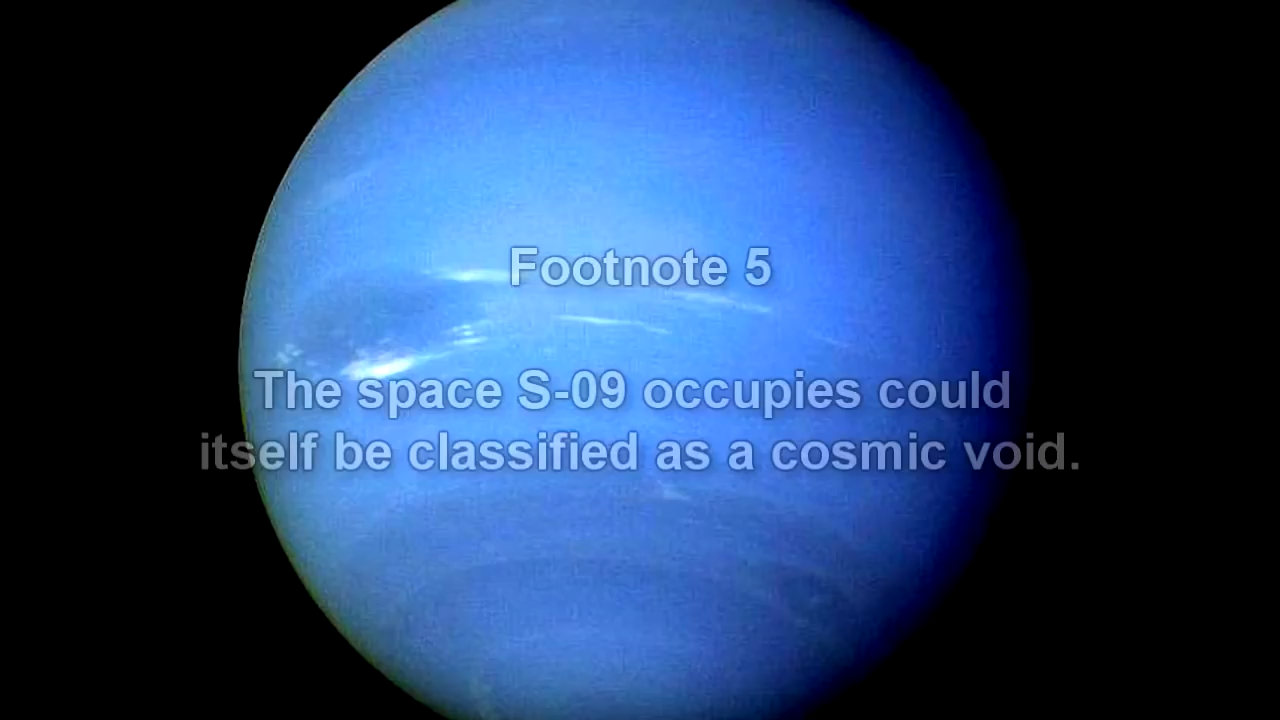 Footnote 5
The space S-09 occupies could
itself be classified as a cosmic void.